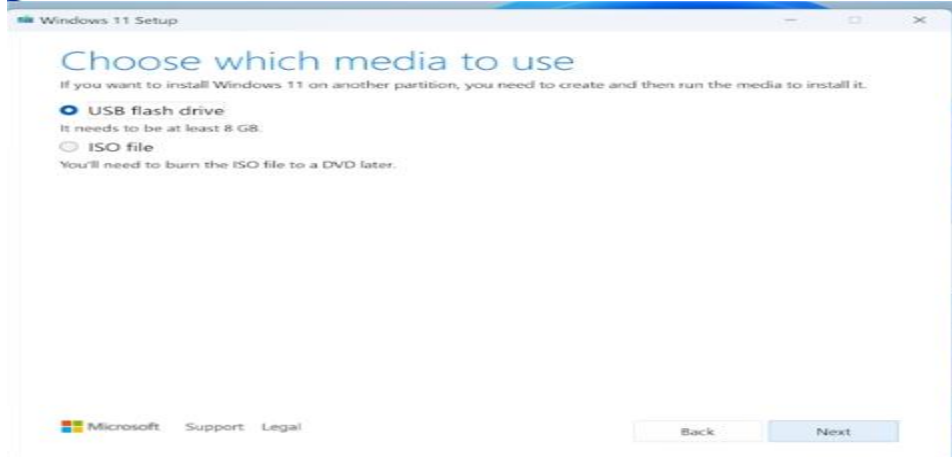 Windows 11 Setup
Choose which media to use
If you want to install Windows 11 on another partition, you need to create and then run the media to install it.
USB flash drive
It needs to be at least 8 GB.
ISO file
You'll need to burn the ISO file to a DVD later.
Microsoft Support Legal Back Next